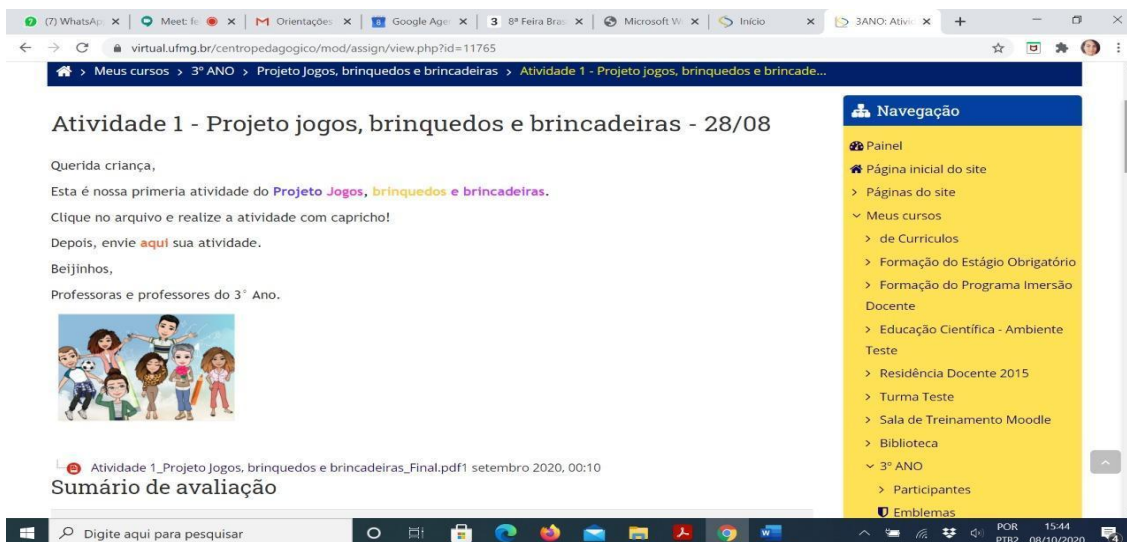 (7) WhatsAp
Meet: fe
Orientações
Google Age
8ª Feira Bras
Microsoft W
Início
3ANO: Ativid
virtual.ufmg.br/centropedagogico/mod/assign/view.php?id=11765
> Meus cursos > 3º ANO > Projeto Jogos, brinquedos e brincadeiras > Atividade 1 - Projeto jogos, brinquedos e brincade...
Atividade 1 - Projeto jogos, brinquedos e brincadeiras - 28/08
Querida criança,
Esta é nossa primeria atividade do Projeto Jogos, brinquedos e brincadeiras.
Clique no arquivo e realize a atividade com capricho!
Depois, envie aqui sua atividade.
Beijinhos,
Professoras e professores do 3° Ano.
Atividade 1_Projeto Jogos, brinquedos e brincadeiras_Final.pdf1 setembro 2020, 00:10
Sumário de avaliação
Navegação
Painel
Página inicial do site
> Páginas do site
Meus cursos
> de Curriculos
> Formação do Estágio Obrigatório
> Formação do Programa Imersão
Docente
> Educação Científica - Ambiente
Teste
> Residência Docente 2015
> Turma Teste
> Sala de Treinamento Moodle
> Biblioteca
3º ANO
> Participantes
Emblemas
Digite aqui para pesquisar
POR
PTB2
15:44
08/10/2020